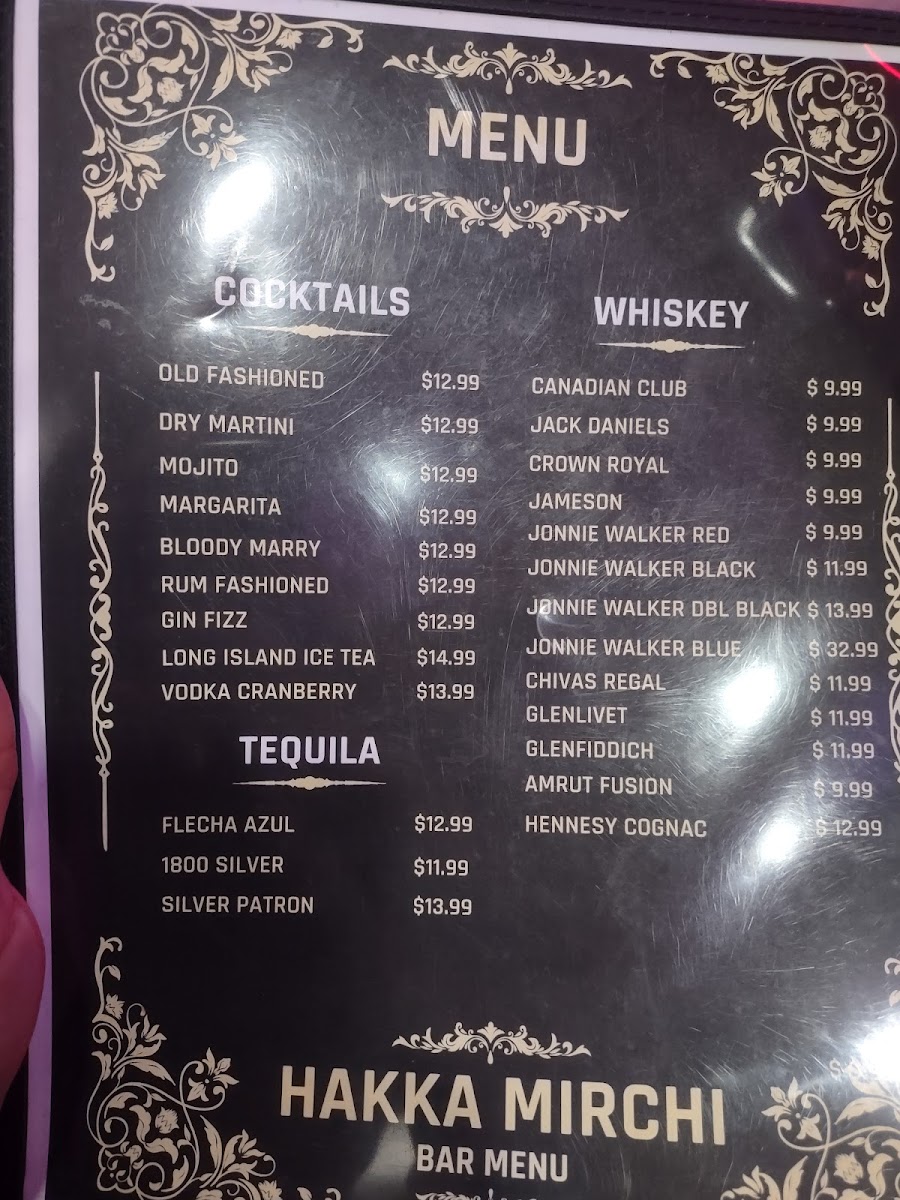 MENU
COCKTAILS
OLD FASHIONED $12.99
DRY MARTINI $12.99
MOJITO $12.99
MARGARITA $12.99
BLOODY MARRY $12.99
RUM FASHIONED $12.99
GIN FIZZ $12.99
LONG ISLAND ICE TEA $14.99
VODKA CRANBERRY $13.99
TEQUILA
FLECHA AZUL $12.99
1800 SILVER $11.99
SILVER PATRON $13.99
WHISKEY
CANADIAN CLUB $ 9.99
JACK DANIELS $ 9.99
CROWN ROYAL $ 9.99
JAMESON $ 9.99
JONNIE WALKER RED $ 9.99
JONNIE WALKER BLACK $ 11.99
JONNIE WALKER DBL BLACK $ 13.99
JONNIE WALKER BLUE $ 32.99
CHIVAS REGAL $ 11.99
GLENLIVET $ 11.99
GLENFIDDICH $ 11.99
AMRUT FUSION $ 9.99
HENNESY COGNAC $ 12.99
HAKKA MIRCHI
BAR MENU